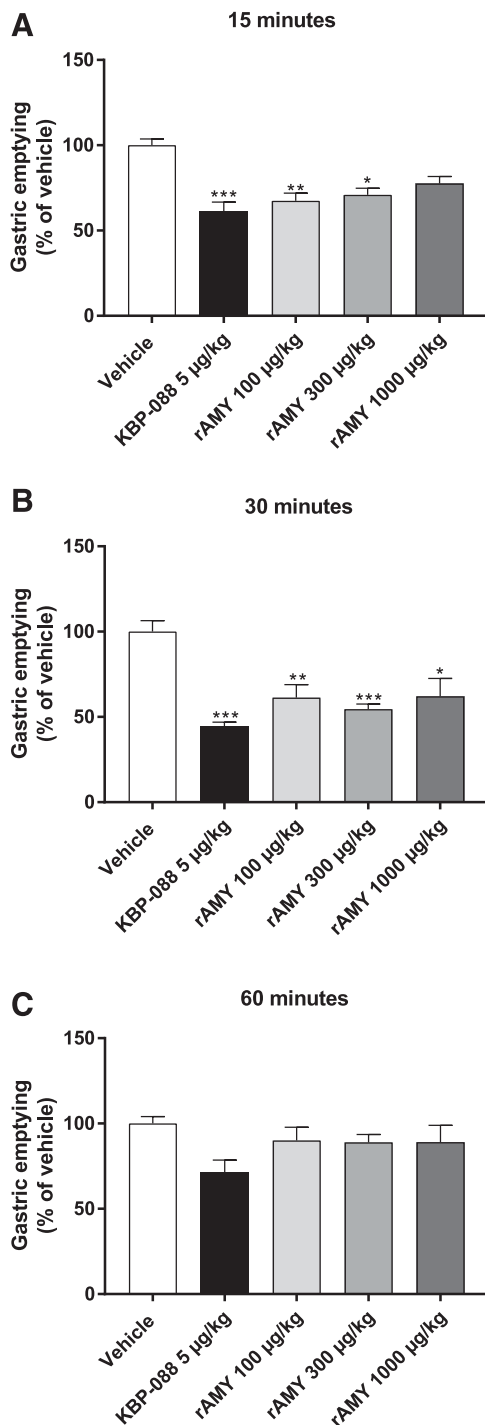 A
15 minutes
Gastric emptying
(% of vehicle)
150
100
50
0
***
**
*
Vehicle
KBP-088 5 µg/kg
rAMY 100 µg/kg
rAMY 300 µg/kg
rAMY 1000 µg/kg
B
30 minutes
Gastric emptying
(% of vehicle)
150
100
50
0
***
**
***
*
Vehicle
KBP-088 5 µg/kg
rAMY 100 µg/kg
rAMY 300 µg/kg
rAMY 1000 µg/kg
C
60 minutes
Gastric emptying
(% of vehicle)
150
100
50
0
Vehicle
KBP-088 5 µg/kg
rAMY 100 µg/kg
rAMY 300 µg/kg
rAMY 1000 µg/kg